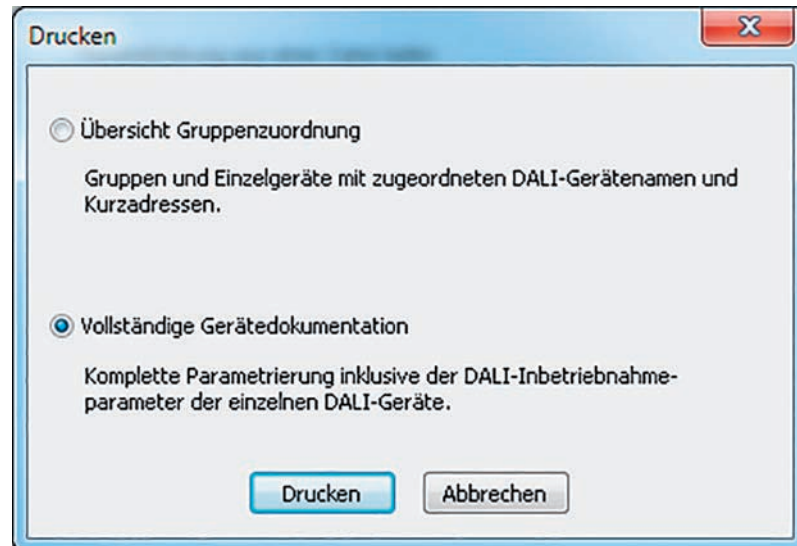 Drucken
Übersicht Gruppenzuordnung
Gruppen und Einzelgeräte mit zugeordneten DALI-Gerätenamen und
Kurzadressen.
Vollständige Gerätedokumentation
Komplette Parametrierung inklusive der DALI-Inbetriebnahme-
parameter der einzelnen DALI-Geräte.
Drucken
Abbrechen